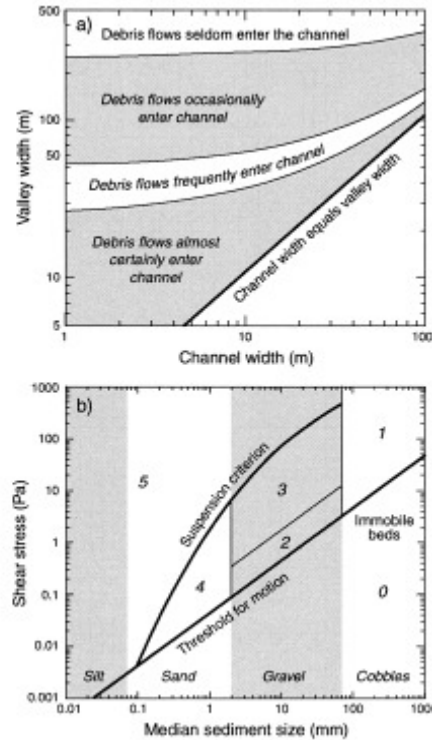 a)
Debris flows seldom enter the channel
Debris flows occasionally
enter channel
Debris flows frequently enter channel
Debris flows almost
certainly enter
channel
Channel width equals valley width
500
100
50
10
5
Valley width (m)
1
10
100
Channel width (m)
b)
1000
100
10
1
0.1
0.01
0.001
Shear stress (Pa)
5
Suspension criterion
1
3
2
4
Immobile
beds
0
Threshold for motion
Silt
Sand
Gravel
Cobbles
0.01
0.1
1
10
100
Median sediment size (mm)